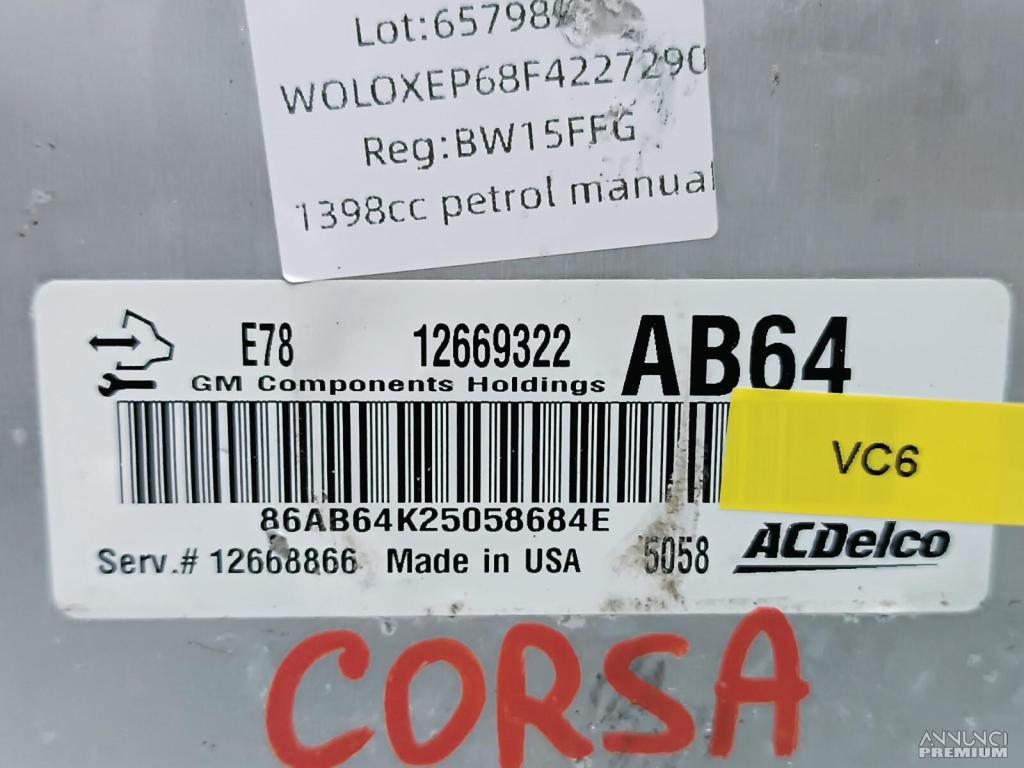 Lot:65798
WOLOXEP68F4227290
Reg:BW15FFG
1398cc petrol manual
E78 12669322 AB64
GM Components Holdings
VC6
86AB64K25058684E
Serv.# 12668866 Made in USA 5058 ACDelco
CORSA
ANNUNCI
PREMIUM